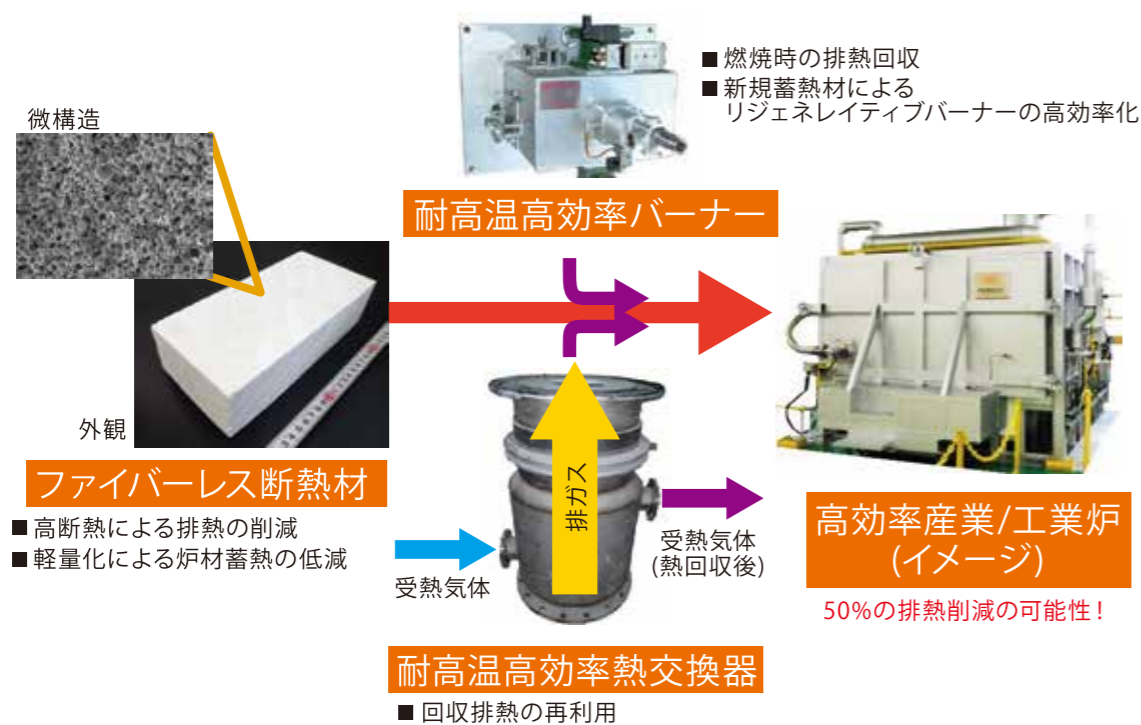 ■ 燃焼時の排熱回収
■ 新規蓄熱材による
リジェネレイティブバーナーの高効率化
微構造
耐高温高効率バーナー
外観
ファイバーレス断熱材
■ 高断熱による排熱の削減
■ 軽量化による炉材蓄熱の低減
排ガス
受熱気体
受熱気体
(熱回収後)
高効率産業/工業炉
(イメージ)
50%の排熱削減の可能性！
耐高温高効率熱交換器
■ 回収排熱の再利用